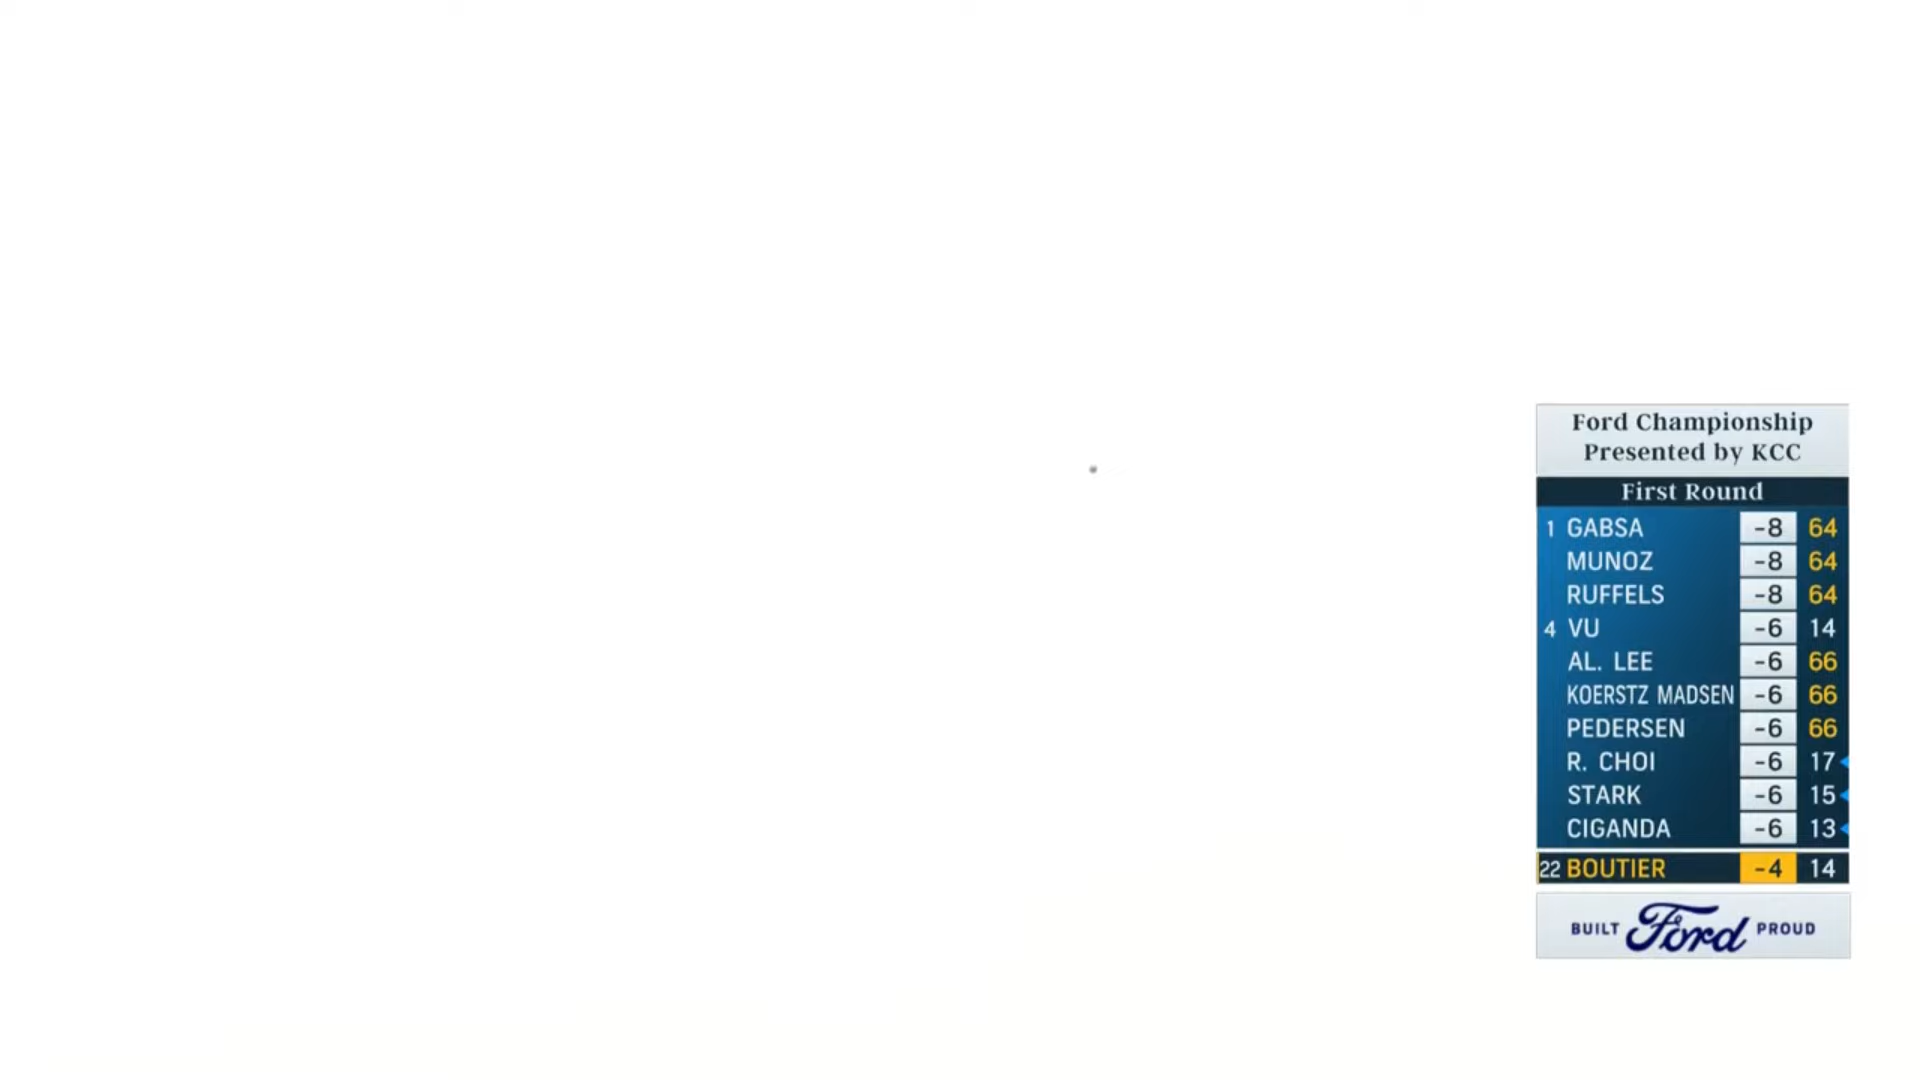 Ford Championship
Presented by KCC
First Round
1 GABSA -8 64
MUNOZ -8 64
RUFFELS -8 64
4 VU -6 14
AL. LEE -6 66
KOERSTZ MADSEN -6 66
PEDERSEN -6 66
R. CHOI -6 17
STARK -6 15
CIGANDA -6 13
22 BOUTIER -4 14
BUILT Ford PROUD